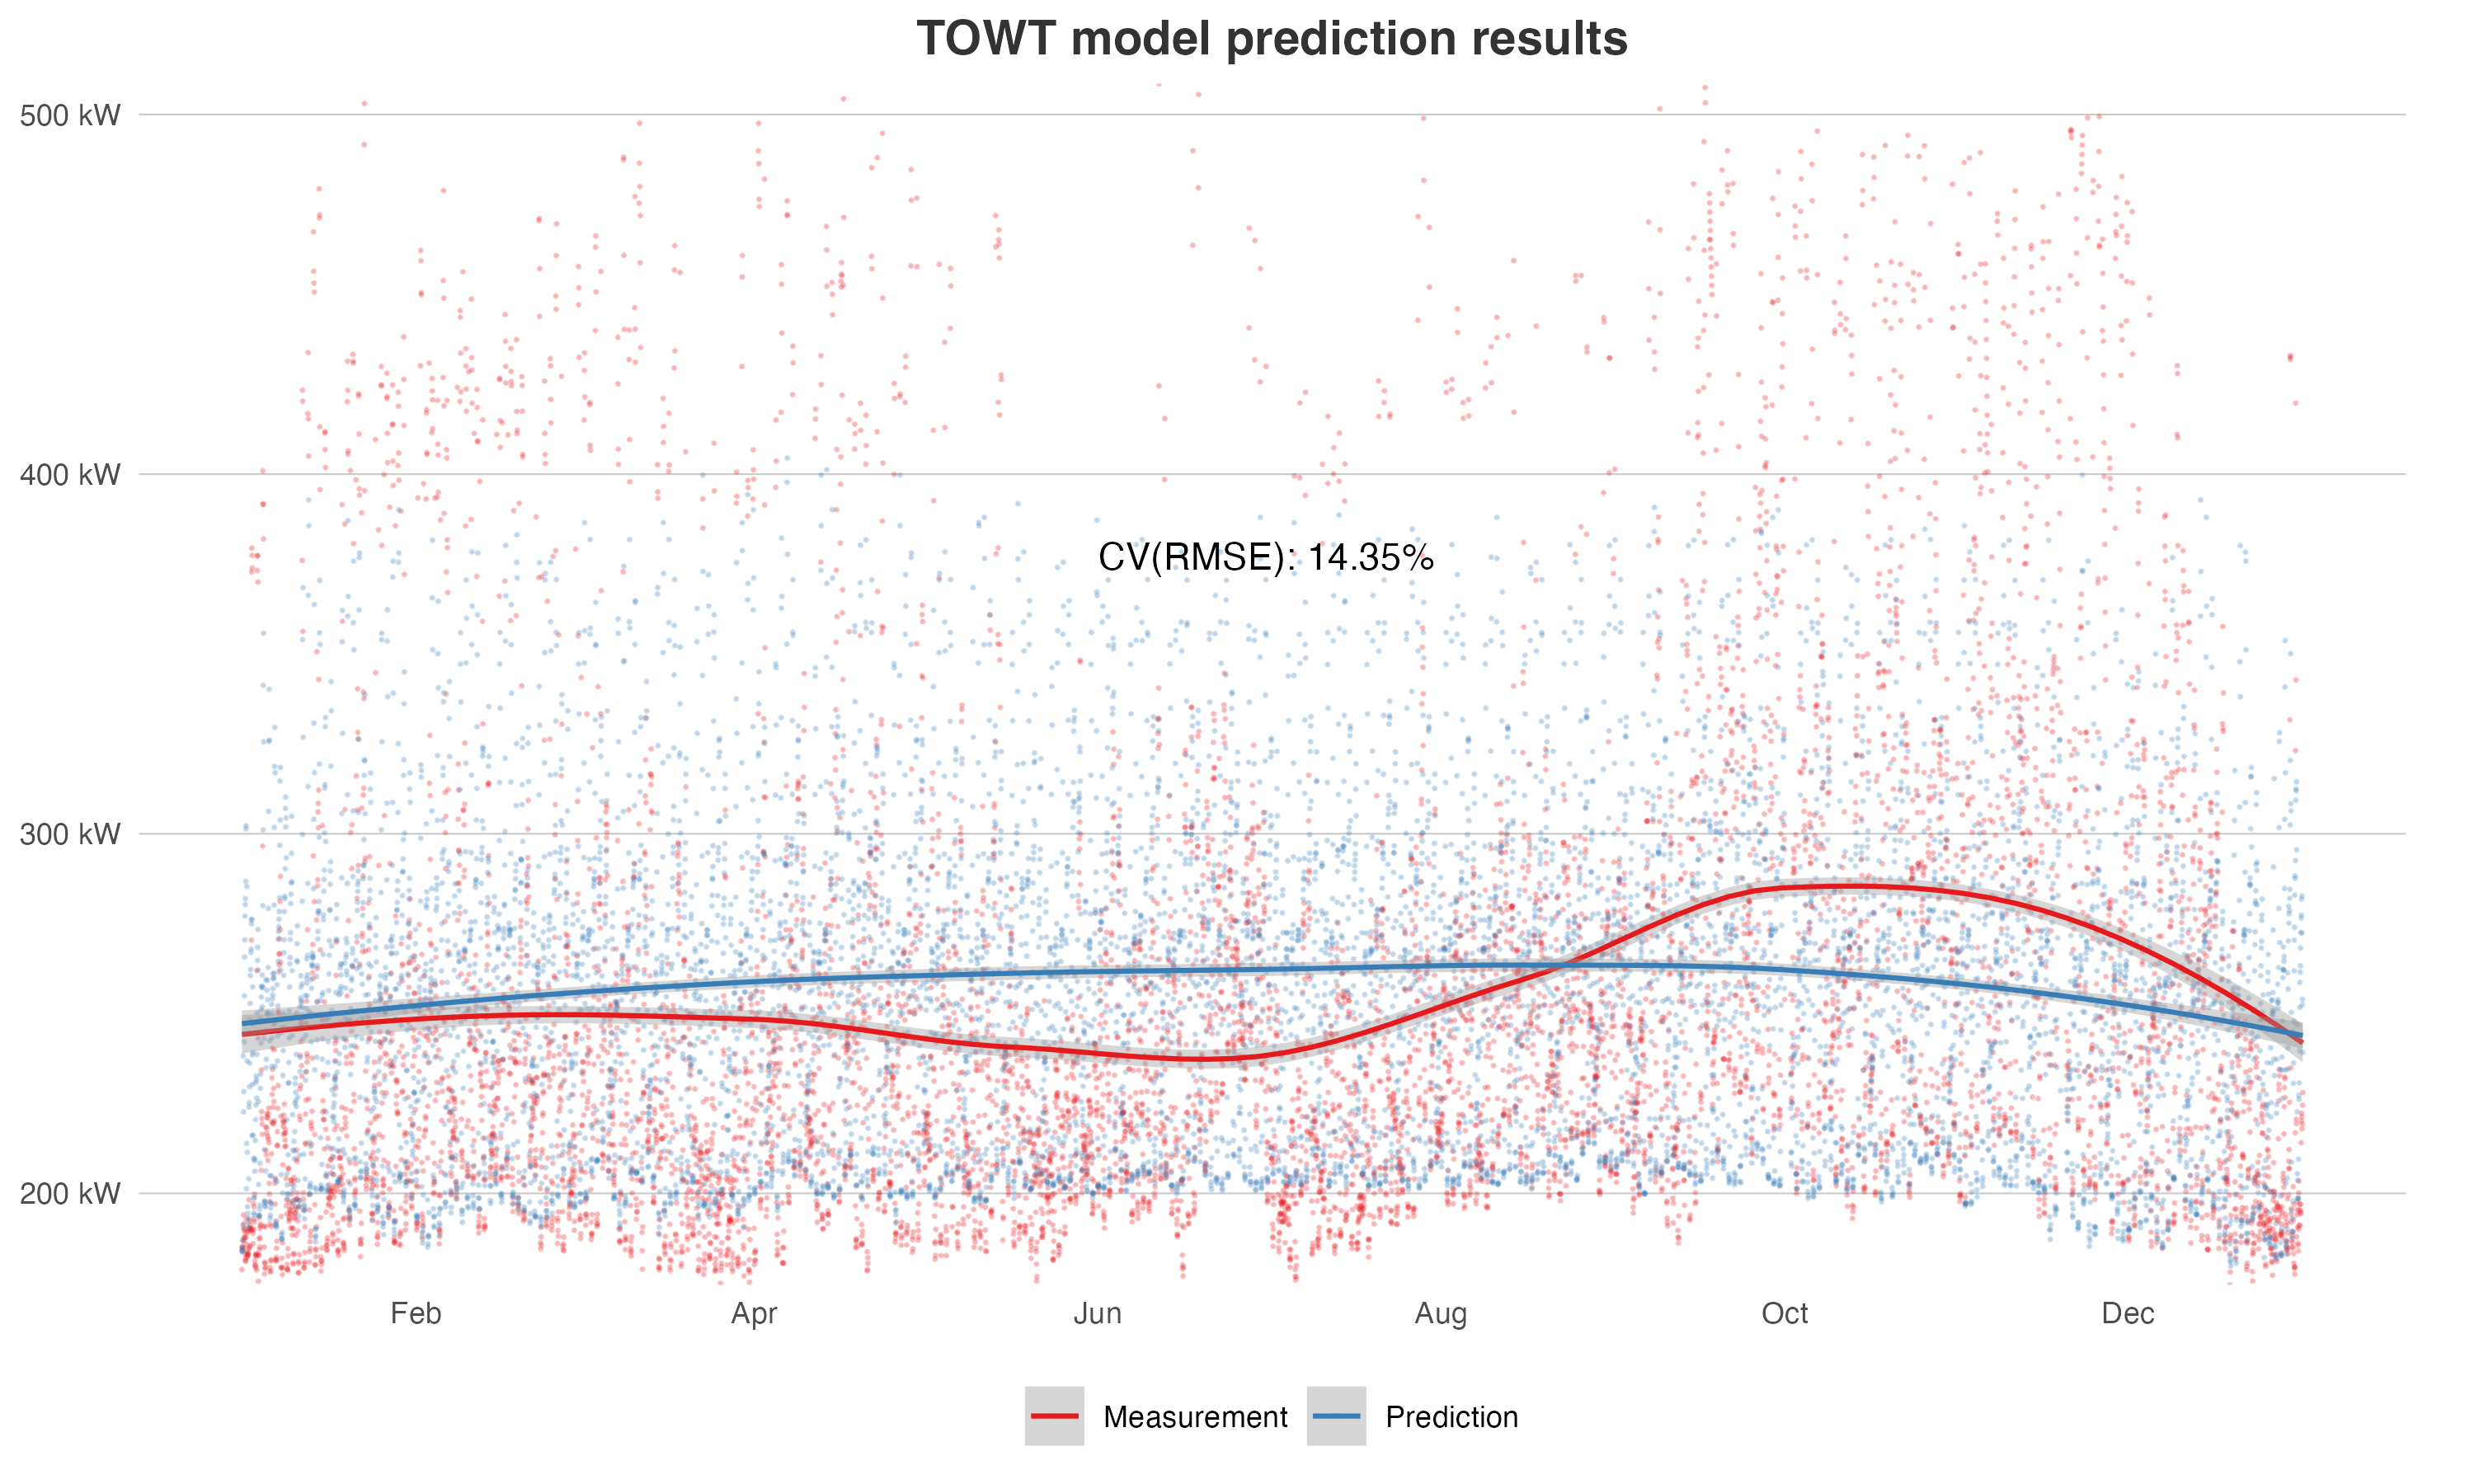 TOWT model prediction results
500 kW
400 kW
CV(RMSE): 14.35%
300 kW
200 kW
Feb Apr Jun Aug Oct Dec
Measurement Prediction